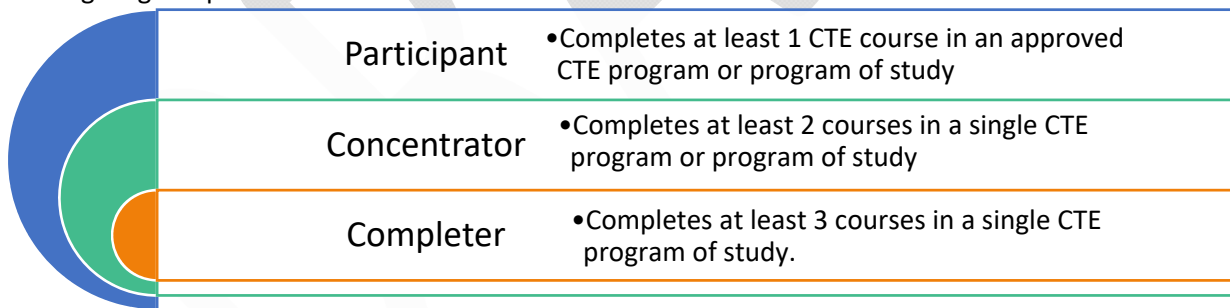 Participant
•Completes at least 1 CTE course in an approved
CTE program or program of study
Concentrator
•Completes at least 2 courses in a single CTE
program or program of study
Completer
•Completes at least 3 courses in a single CTE
program of study.